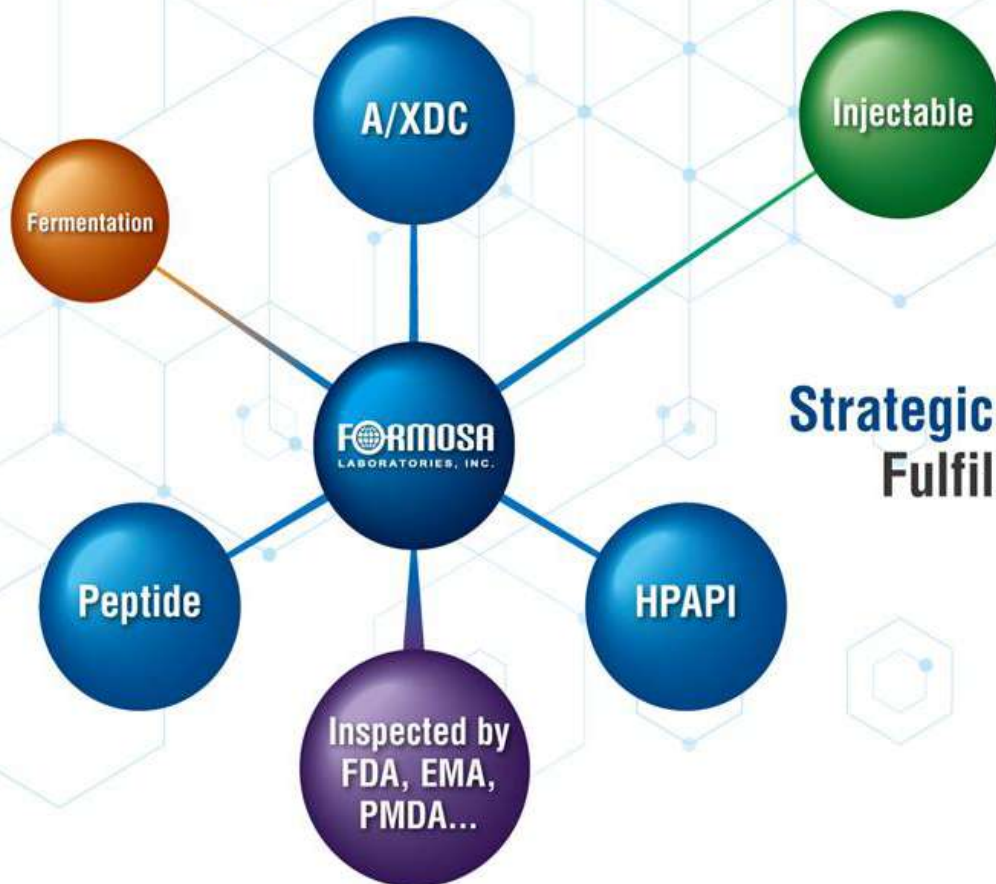 A/XDC
Injectable
Fermentation
FORMOSA
LABORATORIES, INC.
Strategic
Fulfil
Peptide
HPAPI
Inspected by
FDA, EMA,
PMDA...